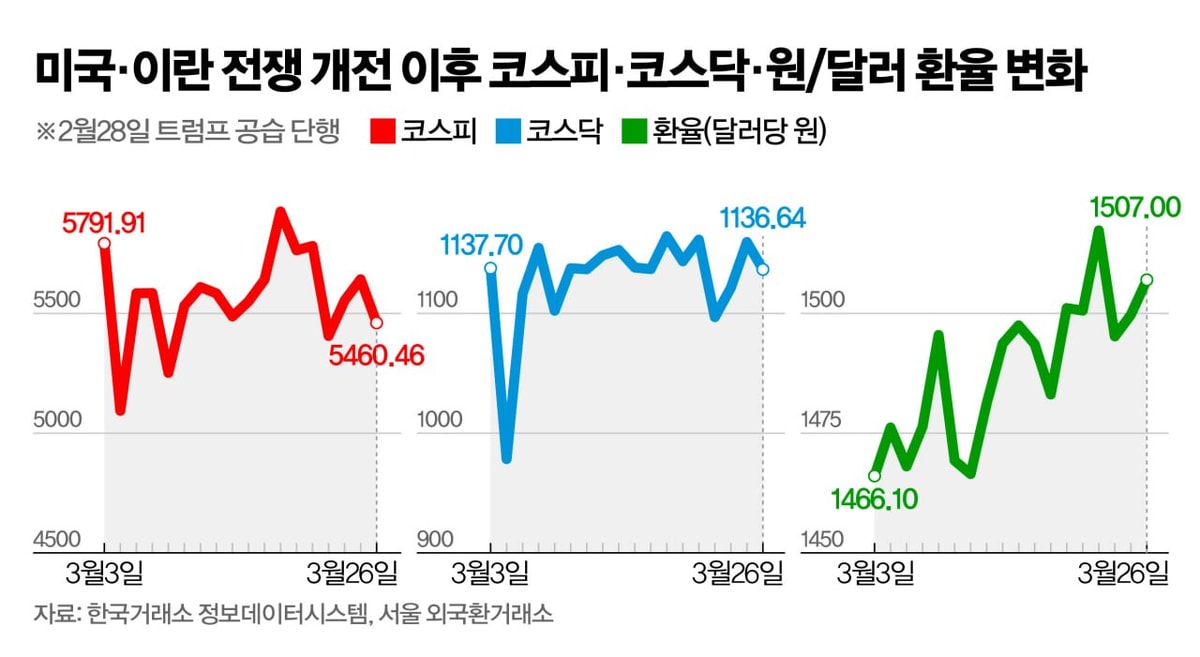 미국·이란 전쟁 개전 이후 코스피·코스닥·원/달러 환율 변화
※2월28일 트럼프 공습 단행 코스피 코스닥 환율(달러당 원)
5791.91
5500
5460.46
5000
4500
3월3일 3월26일
1136.64
1137.70
1100
1000
900
3월3일 3월26일
1507.00
1500
1475
1466.10
1450
3월3일 3월26일
자료: 한국거래소 정보데이터시스템, 서울 외국환거래소